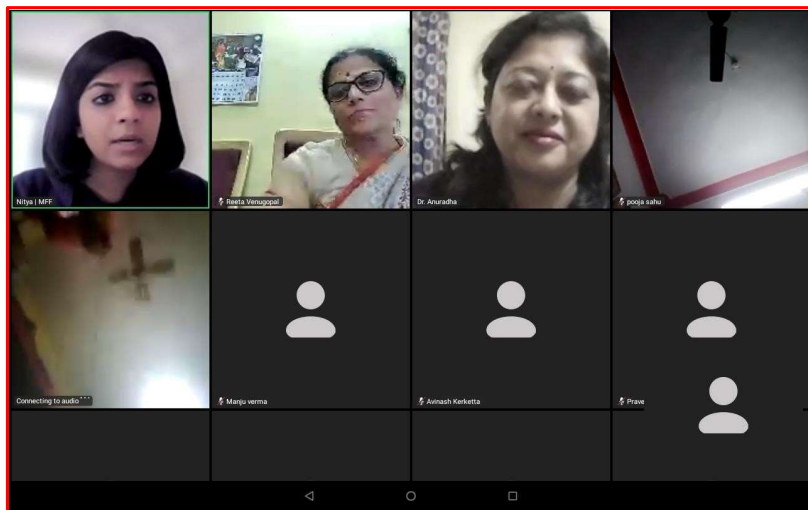 Nitya | MFF
Reeta Venugopal
Dr. Anuradha
pooja sahu
Connecting to audio ...
Manju verma
Avinash Kerketta
Prave